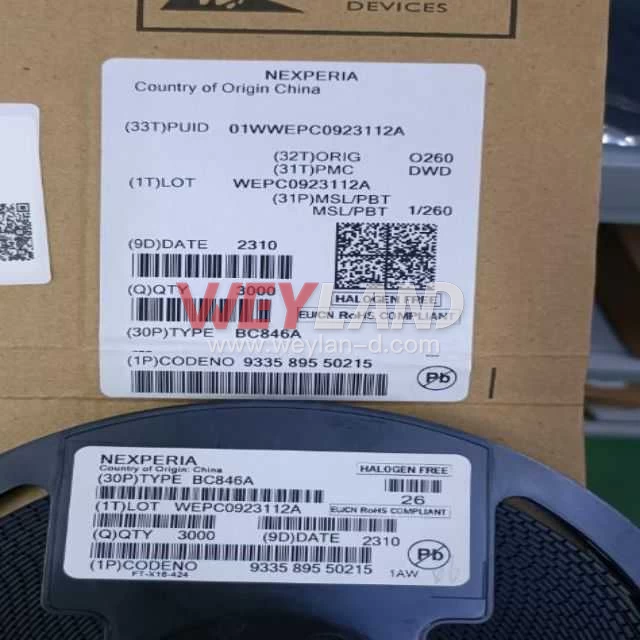 DEVICES
NEXPERIA
Country of Origin China
(33T)PUID 01WWEPC0923112A
(32T)ORIG O260
(31T)PMC DWD
(1T)LOT WEPC0923112A
(31P)MSL/PBT
MSL/PBT 1/260
(9D)DATE 2310
(Q)QTY 3000
HALOGEN FREE
EU/CN RoHS COMPLIANT
(30P)TYPE BC846A
(1P)CODENO 9335 895 50215
Pb
WEYLAND
www.weylan-d.com
NEXPERIA
Country of Origin: China
HALOGEN FREE
(30P)TYPE BC846A
26
(1T)LOT WEPC0923112A
EU/CN RoHS COMPLIANT
(Q)QTY 3000 (9D)DATE 2310
Pb
(1P)CODENO 9335 895 50215
FT-X16-424
1AW